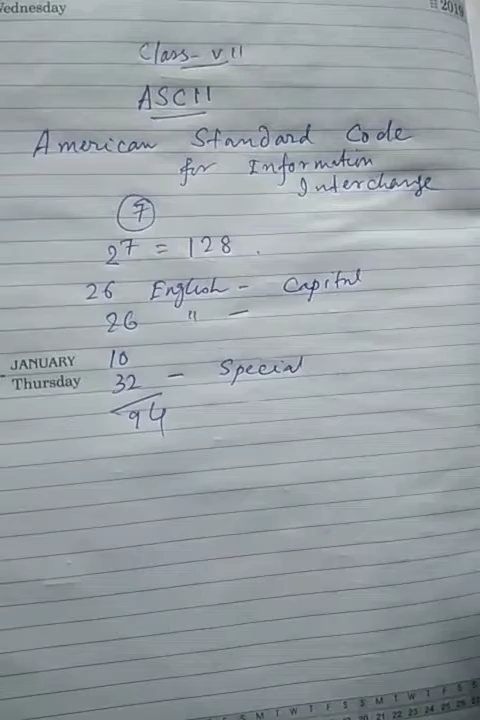 Wednesday
2019
Class - VII
ASCII
American Standard Code
for Information
Interchange
7
2⁷ = 128.
26 English - Capital
26 " -
JANUARY
10
Thursday
32 - Special
94
M T W T F S S M T W T F S S